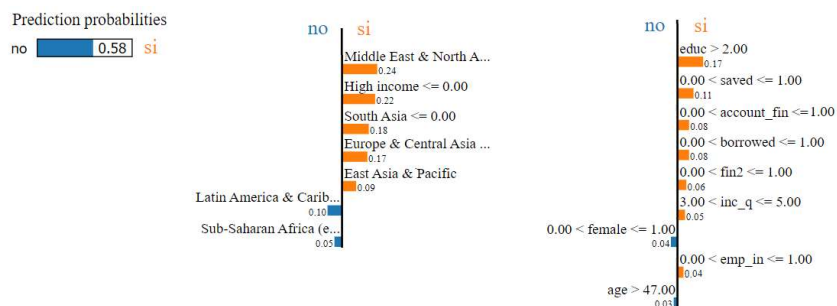 Prediction probabilities
no 0.58 si
no si
Middle East & North A...
0.24
High income <= 0.00
0.22
South Asia <= 0.00
0.18
Europe & Central Asia ...
0.17
East Asia & Pacific
0.09
Latin America & Carib...
0.10
Sub-Saharan Africa (e...
0.05
no si
educ > 2.00
0.17
0.00 < saved <= 1.00
0.11
0.00 < account_fin <=1.00
0.08
0.00 < borrowed <= 1.00
0.08
0.00 < fin2 <= 1.00
0.06
3.00 < inc_q <= 5.00
0.05
0.00 < female <= 1.00
0.04
0.00 < emp_in <= 1.00
0.04
age > 47.00
0.03